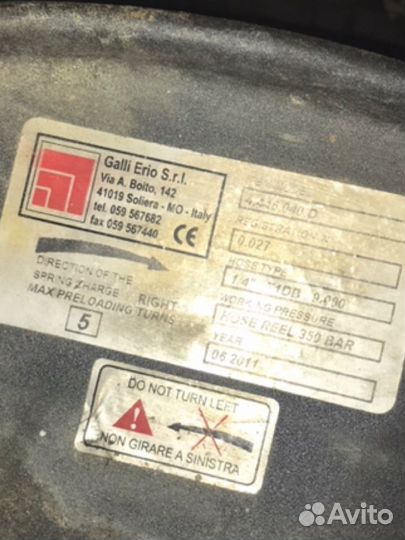 Galli Erio S.r.l.
Via A. Boito, 142
41019 Soliera - MO - Italy
tel. 059 567682
fax 059 567440
CE
DIRECTION OF THE
SPRING CHARGE RIGHT
MAX PRELOADING TURNS
5
0.027
HOSE TYPE
1/4"
WORKING PRESSURE
HOSE REEL 350 BAR
YEAR
06.2011
DO NOT TURN LEFT
NON GIRARE A SINISTRA
Avito